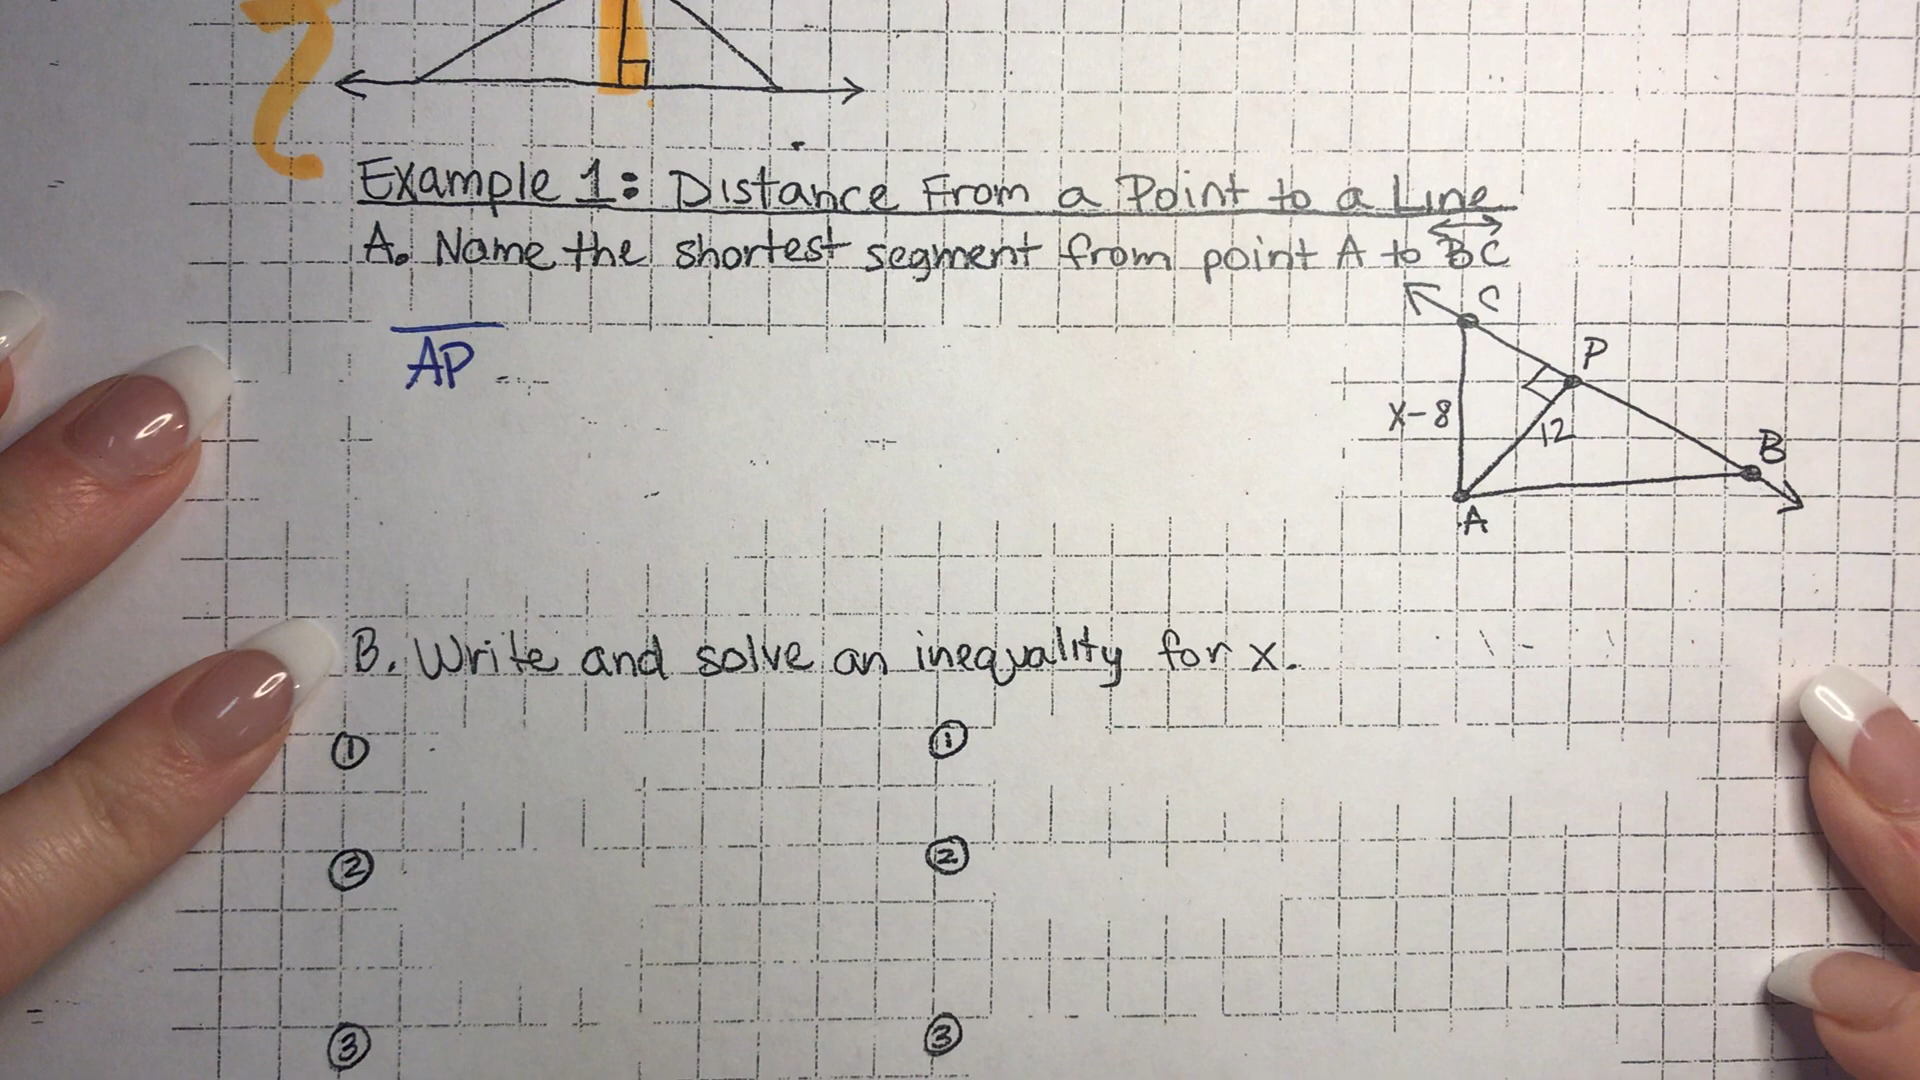 Example 1: Distance From a Point to a Line
A. Name the shortest segment from point A to BC
AP
C
P
x-8
12
B
A
B. Write and solve an inequality for x.
① ①
② ②
③ ③